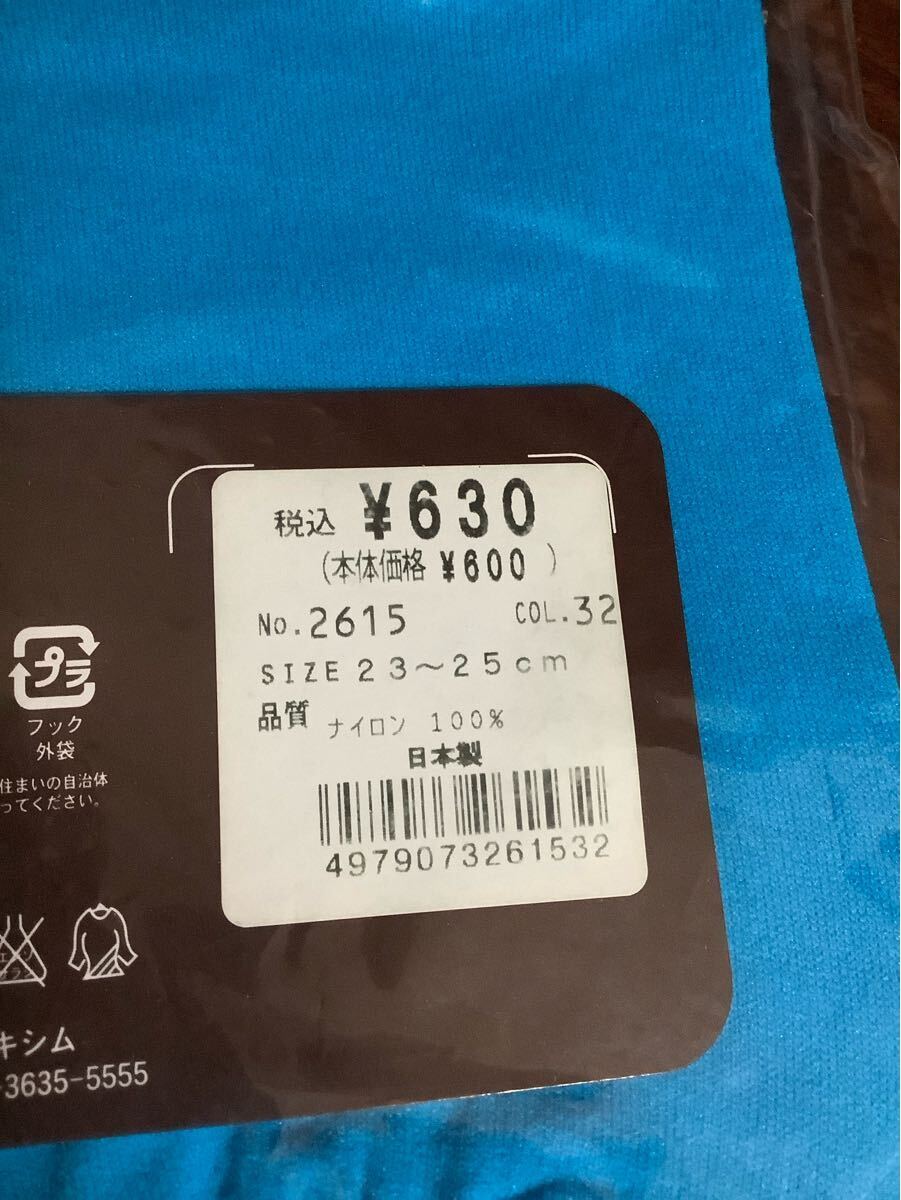 税込 ¥630
(本体価格 ¥600 )
No.2615 COL.32
SIZE 23～25cm
品質 ナイロン 100%
日本製
4979073261532
プラ
フック
外袋
住まいの自治体
ってください。
キシム
-3635-5555